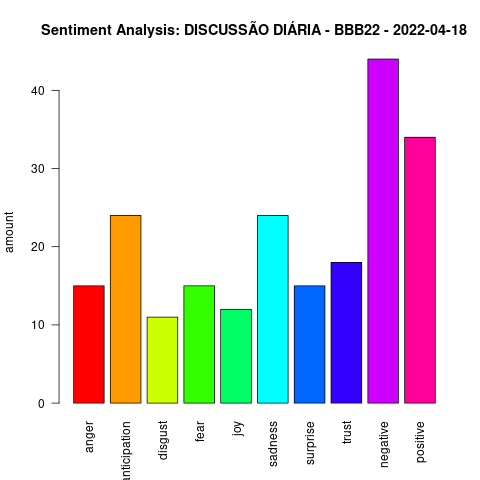 Sentiment Analysis: DISCUSSÃO DIÁRIA - BBB22 - 2022-04-18
amount
40
30
20
10
0
anger
nticipation
disgust
fear
joy
sadness
surprise
trust
negative
positive